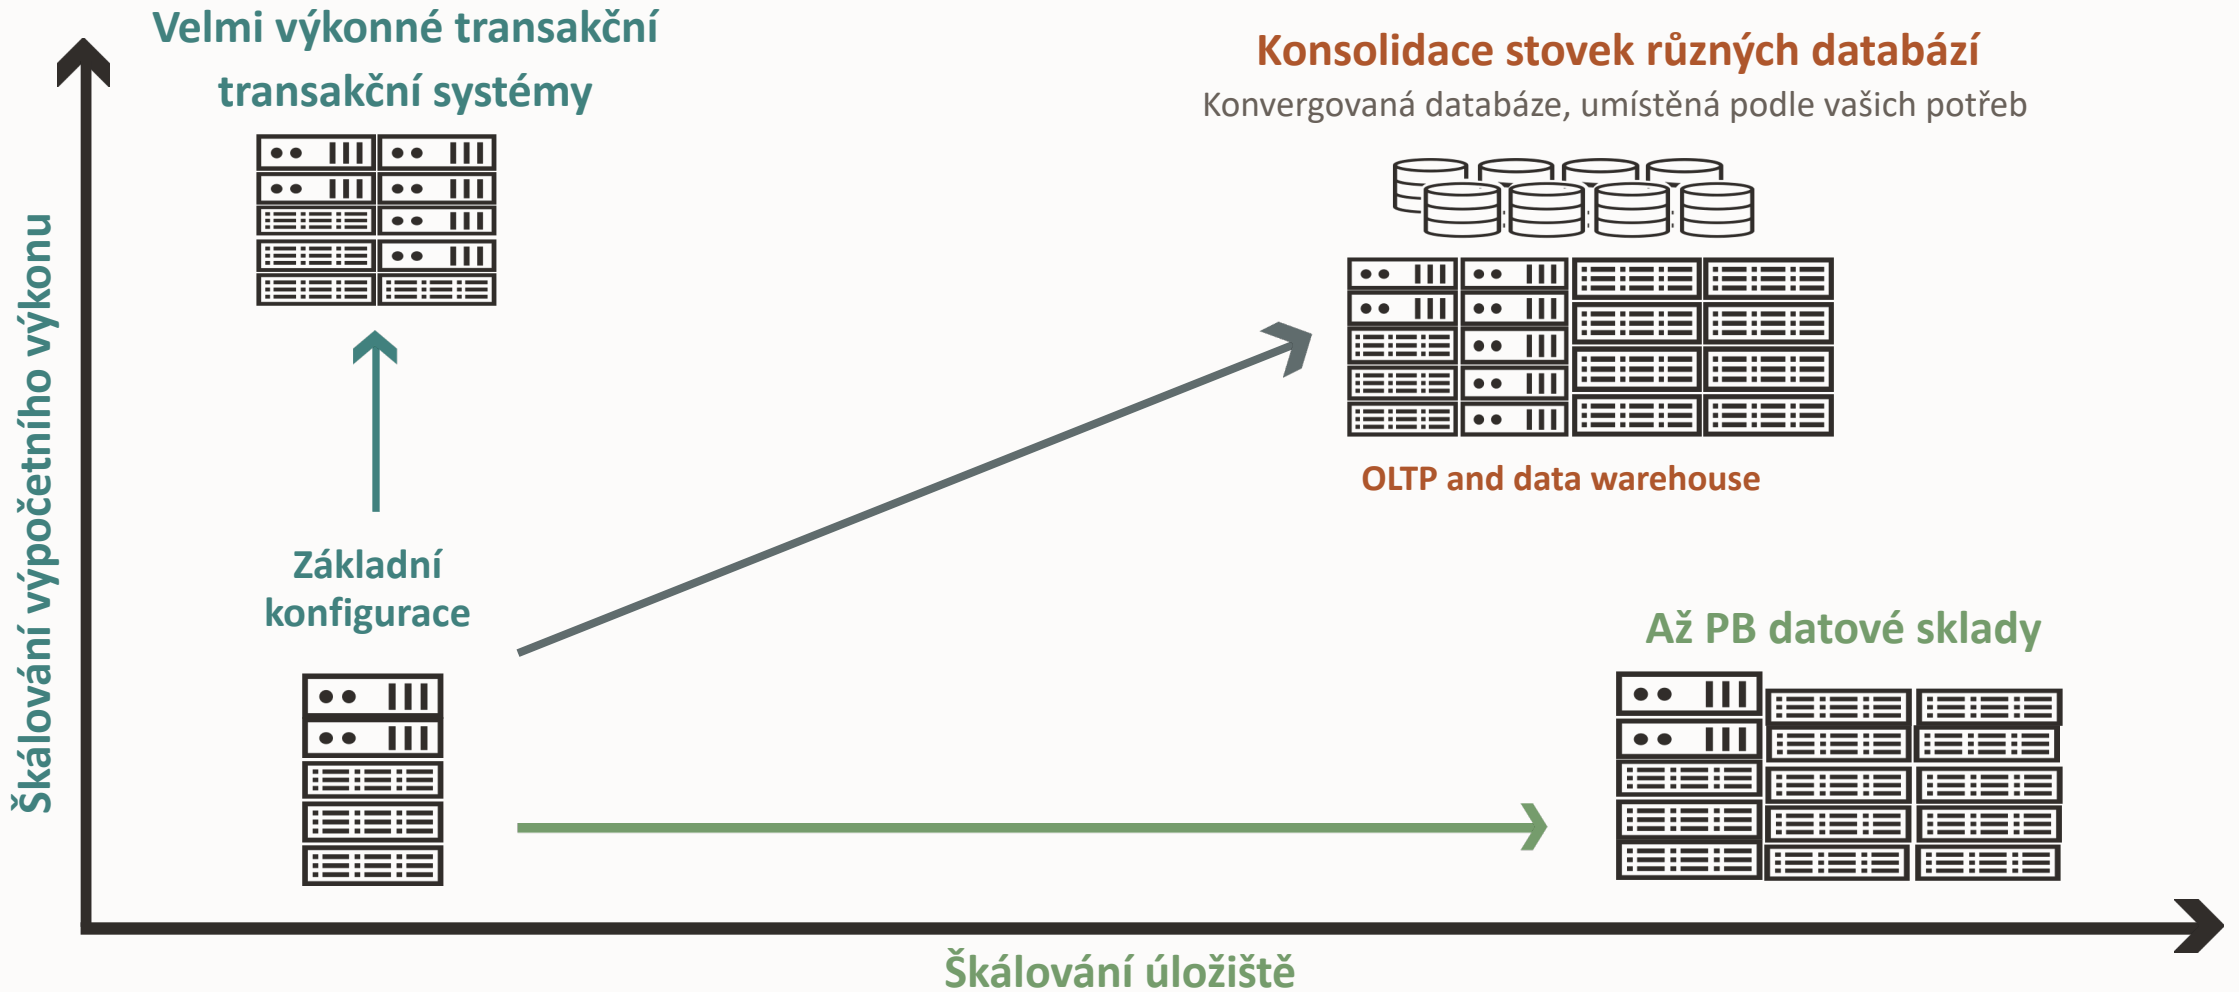 Velmi výkonné transakční
transakční systémy
Konsolidace stovek různých databází
Konvergovaná databáze, umístěná podle vašich potřeb
Škálování výpočetního výkonu
OLTP and data warehouse
Základní
konfigurace
Až PB datové sklady
Škálování úložiště